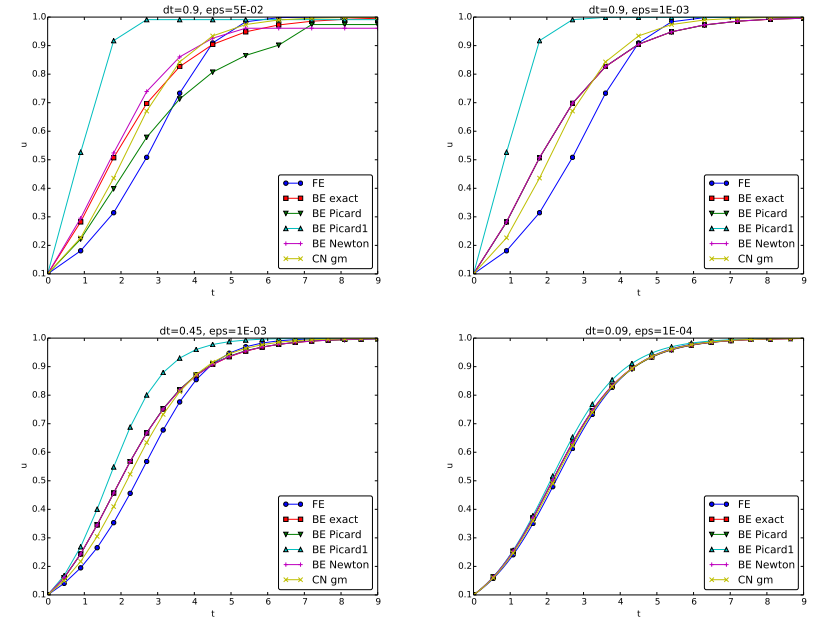 dt=0.9, eps=5E-02
1.0
0.9
0.8
0.7
0.6
0.5
0.4
0.3
0.2
0.1
u
0 1 2 3 4 5 6 7 8 9
t
FE
BE exact
BE Picard
BE Picard1
BE Newton
CN gm
dt=0.9, eps=1E-03
1.0
0.9
0.8
0.7
0.6
0.5
0.4
0.3
0.2
0.1
u
0 1 2 3 4 5 6 7 8 9
t
FE
BE exact
BE Picard
BE Picard1
BE Newton
CN gm
dt=0.45, eps=1E-03
1.0
0.9
0.8
0.7
0.6
0.5
0.4
0.3
0.2
0.1
u
0 1 2 3 4 5 6 7 8 9
t
FE
BE exact
BE Picard
BE Picard1
BE Newton
CN gm
dt=0.09, eps=1E-04
1.0
0.9
0.8
0.7
0.6
0.5
0.4
0.3
0.2
0.1
u
0 1 2 3 4 5 6 7 8 9
t
FE
BE exact
BE Picard
BE Picard1
BE Newton
CN gm